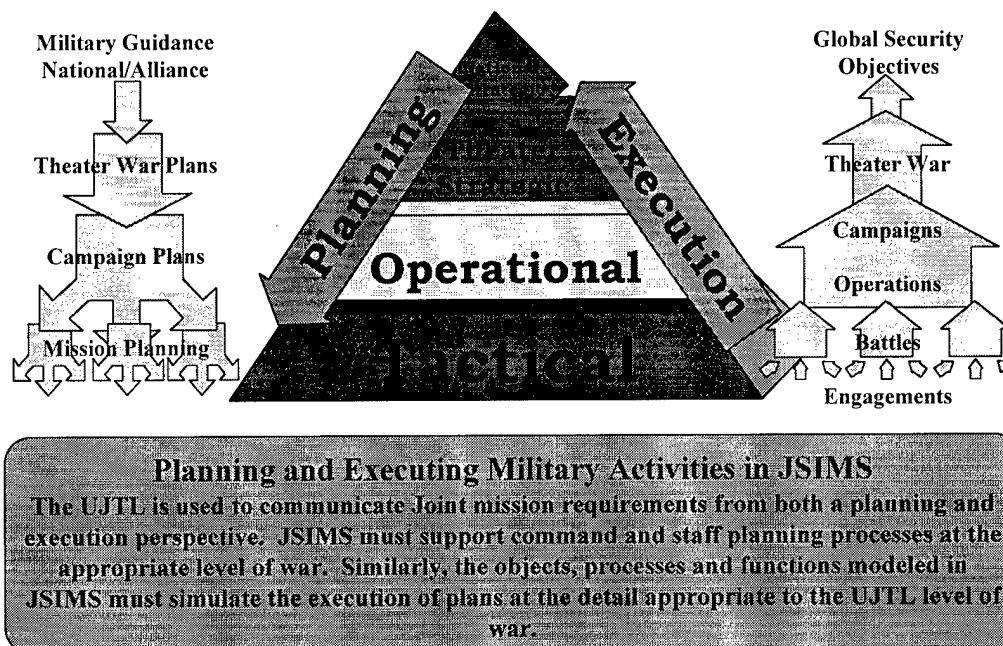 Military Guidance
National/Alliance
Theater War Plans
Campaign Plans
Mission Planning
Planning
Theater
Strategic
Operational
Tactical
Execution
Global Security
Objectives
Theater War
Campaigns
Operations
Battles
Engagements
Planning and Executing Military Activities in JSIMS
The UJTL is used to communicate Joint mission requirements from both a planning and
execution perspective. JSIMS must support command and staff planning processes at the
appropriate level of war. Similarly, the objects, processes and functions modeled in
JSIMS must simulate the execution of plans at the detail appropriate to the UJTL level of
war.